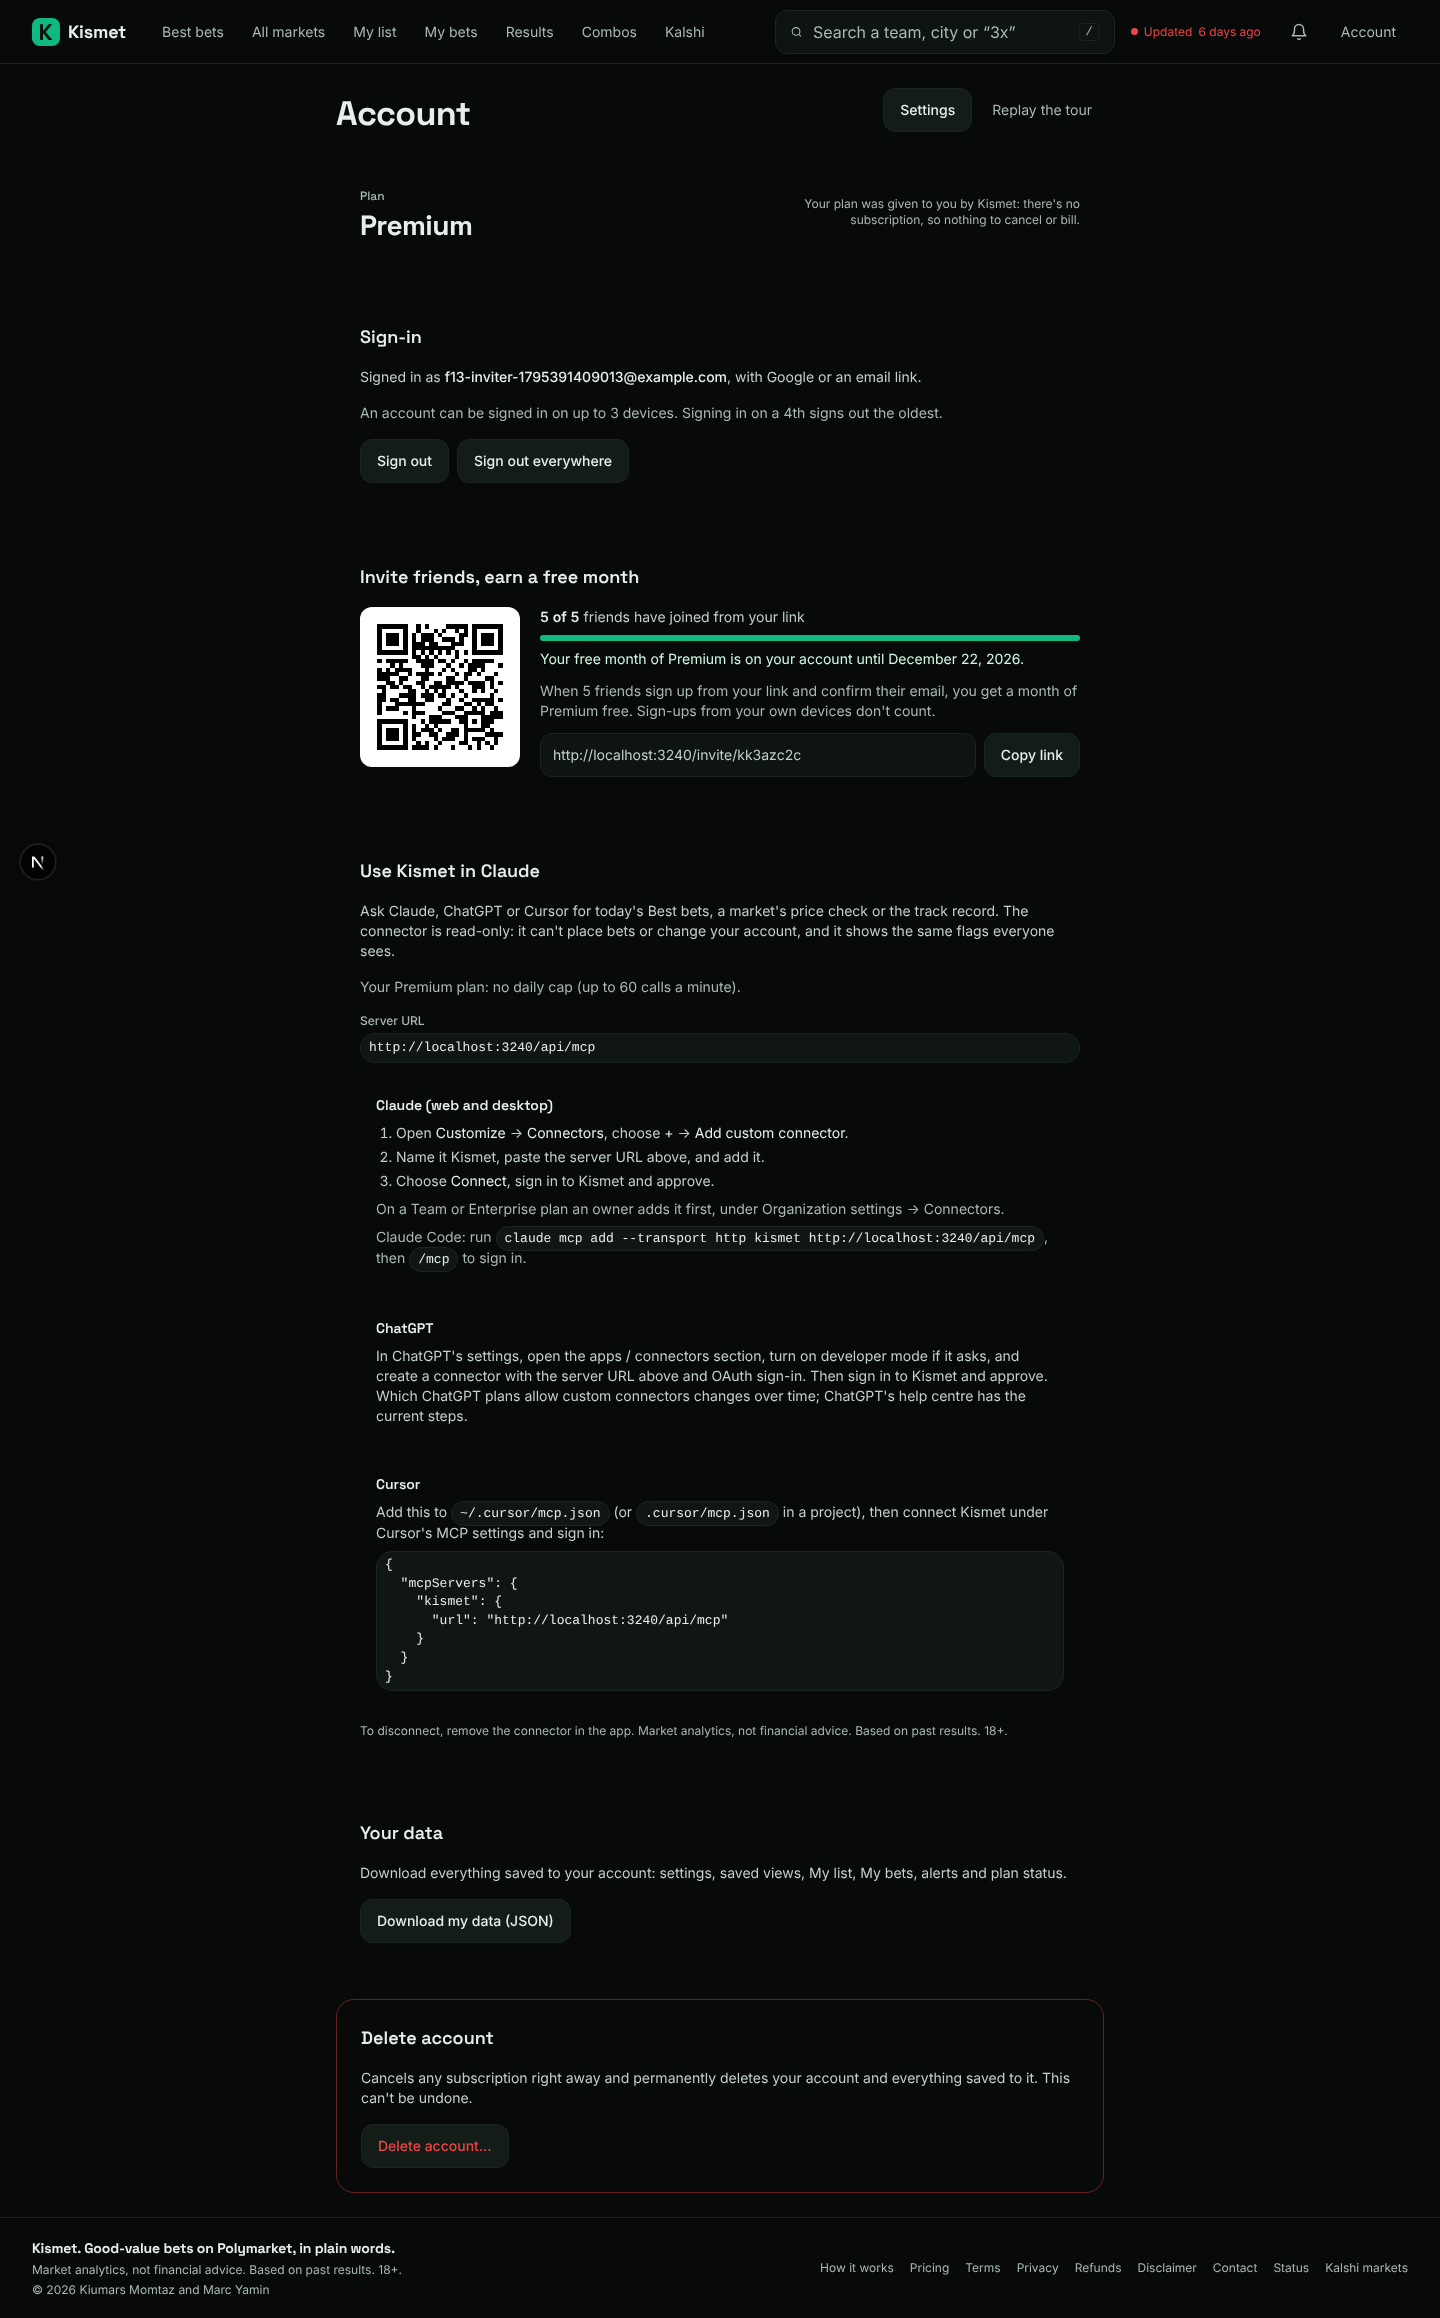 Kismet
Best bets
All markets
My list
My bets
Results
Combos
Kalshi
Search a team, city or “3x”
/
Updated 6 days ago
Account
Account
Settings
Replay the tour
Plan
Premium
Your plan was given to you by Kismet: there's no
subscription, so nothing to cancel or bill.
Sign-in
Signed in as f13-inviter-1795391409013@example.com, with Google or an email link.
An account can be signed in on up to 3 devices. Signing in on a 4th signs out the oldest.
Sign out
Sign out everywhere
Invite friends, earn a free month
5 of 5 friends have joined from your link
Your free month of Premium is on your account until December 22, 2026.
When 5 friends sign up from your link and confirm their email, you get a month of
Premium free. Sign-ups from your own devices don't count.
http://localhost:3240/invite/kk3azc2c
Copy link
Use Kismet in Claude
Ask Claude, ChatGPT or Cursor for today's Best bets, a market's price check or the track record. The
connector is read-only: it can't place bets or change your account, and it shows the same flags everyone
sees.
Your Premium plan: no daily cap (up to 60 calls a minute).
Server URL
http://localhost:3240/api/mcp
Claude (web and desktop)
1. Open Customize → Connectors, choose + → Add custom connector.
2. Name it Kismet, paste the server URL above, and add it.
3. Choose Connect, sign in to Kismet and approve.
On a Team or Enterprise plan an owner adds it first, under Organization settings → Connectors.
Claude Code: run claude mcp add --transport http kismet http://localhost:3240/api/mcp,
then /mcp to sign in.
ChatGPT
In ChatGPT's settings, open the apps / connectors section, turn on developer mode if it asks, and
create a connector with the server URL above and OAuth sign-in. Then sign in to Kismet and approve.
Which ChatGPT plans allow custom connectors changes over time; ChatGPT's help centre has the
current steps.
Cursor
Add this to ~/.cursor/mcp.json (or .cursor/mcp.json in a project), then connect Kismet under
Cursor's MCP settings and sign in:
{
  "mcpServers": {
    "kismet": {
      "url": "http://localhost:3240/api/mcp"
    }
  }
}
To disconnect, remove the connector in the app. Market analytics, not financial advice. Based on past results. 18+.
Your data
Download everything saved to your account: settings, saved views, My list, My bets, alerts and plan status.
Download my data (JSON)
Delete account
Cancels any subscription right away and permanently deletes your account and everything saved to it. This
can't be undone.
Delete account...
Kismet. Good-value bets on Polymarket, in plain words.
Market analytics, not financial advice. Based on past results. 18+.
© 2026 Kiumars Momtaz and Marc Yamin
How it works
Pricing
Terms
Privacy
Refunds
Disclaimer
Contact
Status
Kalshi markets